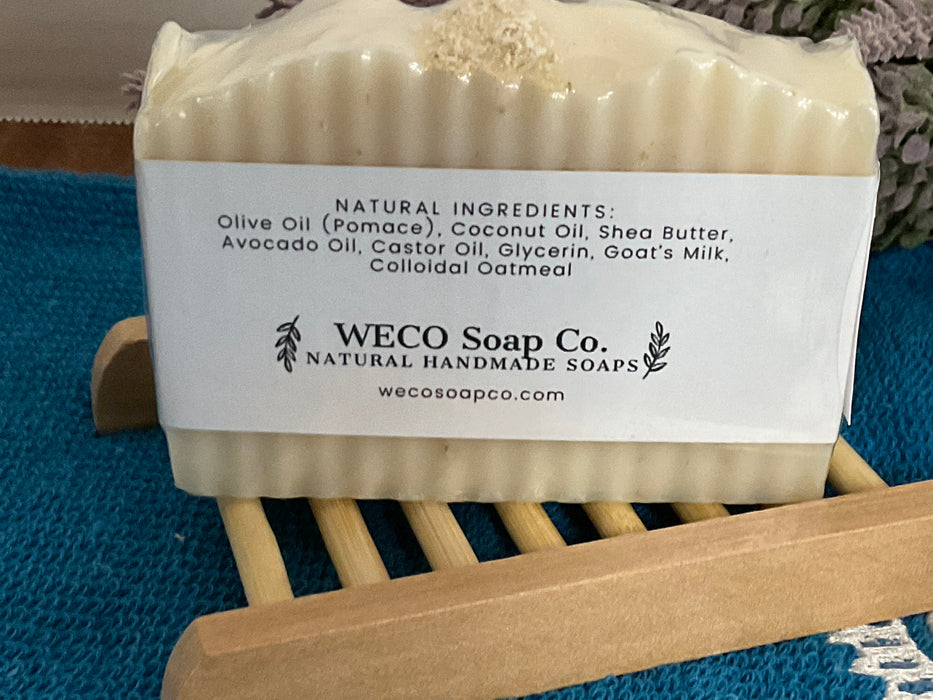 NATURAL INGREDIENTS:
Olive Oil (Pomace), Coconut Oil, Shea Butter,
Avocado Oil, Castor Oil, Glycerin, Goat's Milk,
Colloidal Oatmeal
WECO Soap Co.
NATURAL HANDMADE SOAPS
wecosoapco.com